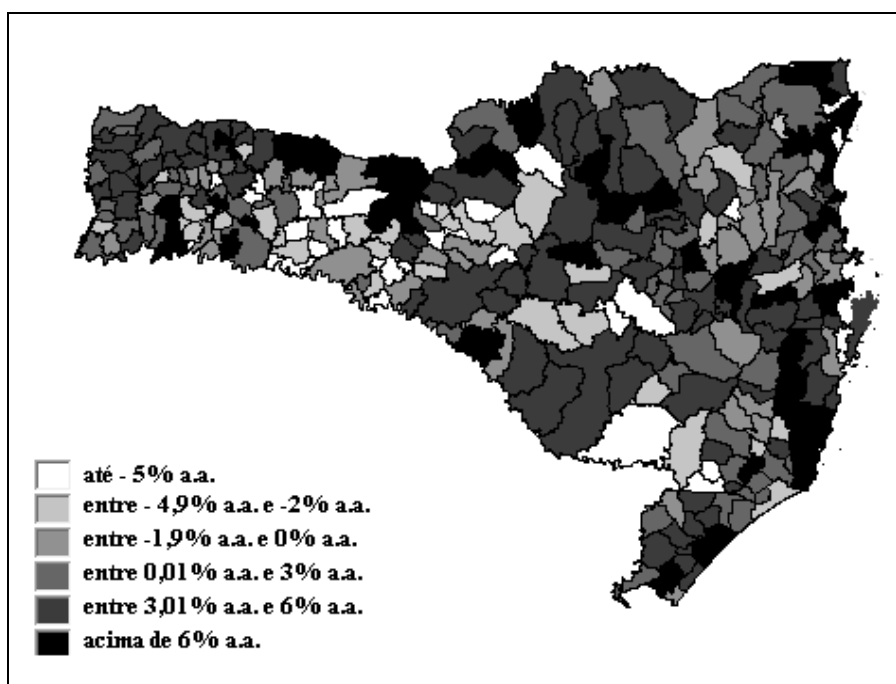 até - 5% a.a.
entre - 4,9% a.a. e -2% a.a.
entre -1,9% a.a. e 0% a.a.
entre 0,01% a.a. e 3% a.a.
entre 3,01% a.a. e 6% a.a.
acima de 6% a.a.